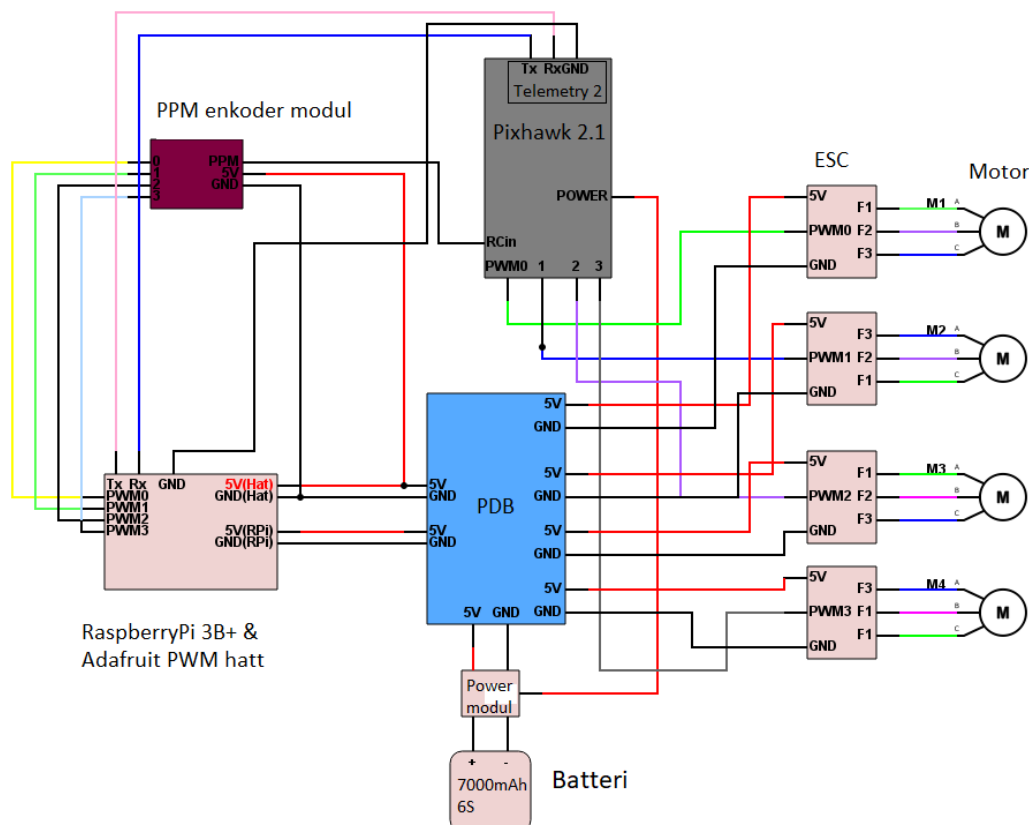 Tx RxGND
Telemetry 2
Pixhawk 2.1
POWER
RCin
PWM0 1 2 3
PPM enkoder modul
0
1
2
3
PPM
5V
GND
ESC
Motor
5V
PWM0
GND
F1
F2
F3
M1
A
B
C
M
5V
PWM1
GND
F3
F2
F1
M2
A
B
C
M
5V
PWM2
GND
F1
F2
F3
M3
A
B
C
M
5V
PWM3
GND
F3
F1
F1
M4
A
B
C
M
Tx Rx GND
PWM0
PWM1
PWM2
PWM3
5V(Hat)
GND(Hat)
5V(RPi)
GND(RPi)
RaspberryPi 3B+ &
Adafruit PWM hatt
PDB
5V
GND
5V
GND
5V
GND
5V
GND
5V
GND
5V
GND
5V GND
Power
modul
+ -
7000mAh
6S
Batteri